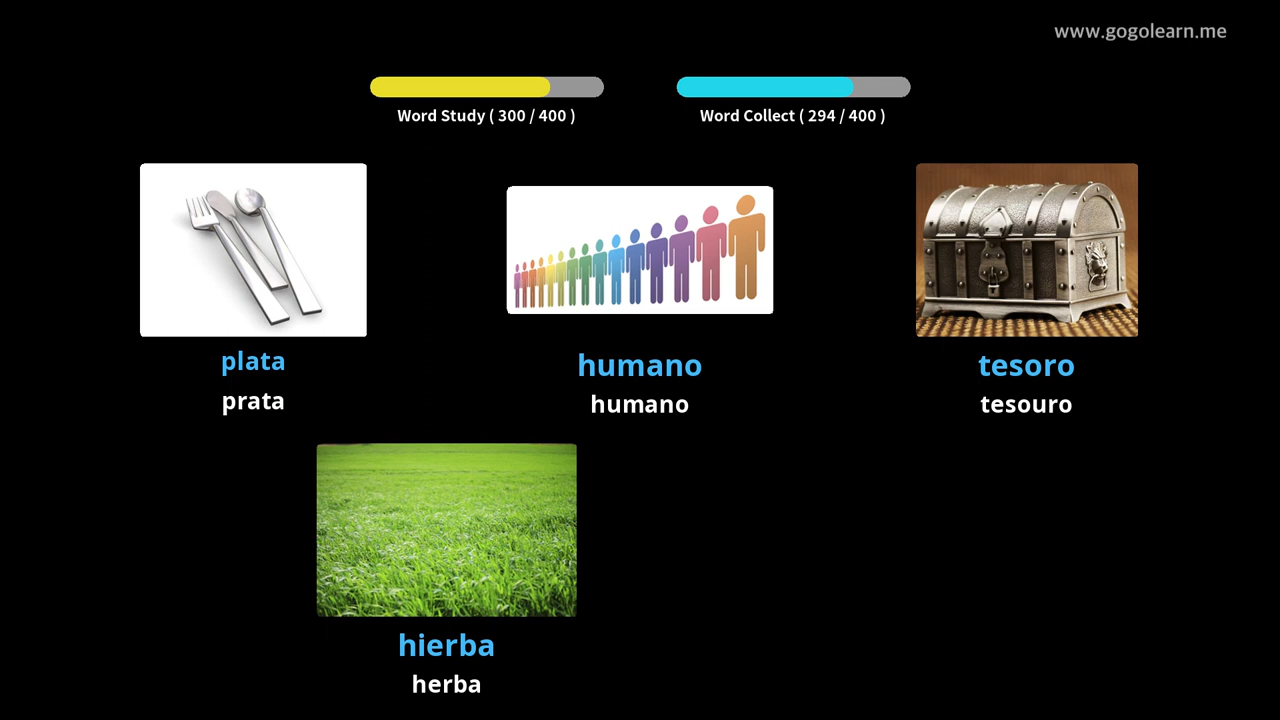 www.gogolearn.me
Word Study ( 300 / 400 )
Word Collect ( 294 / 400 )
plata
prata
humano
humano
tesoro
tesouro
hierba
herba